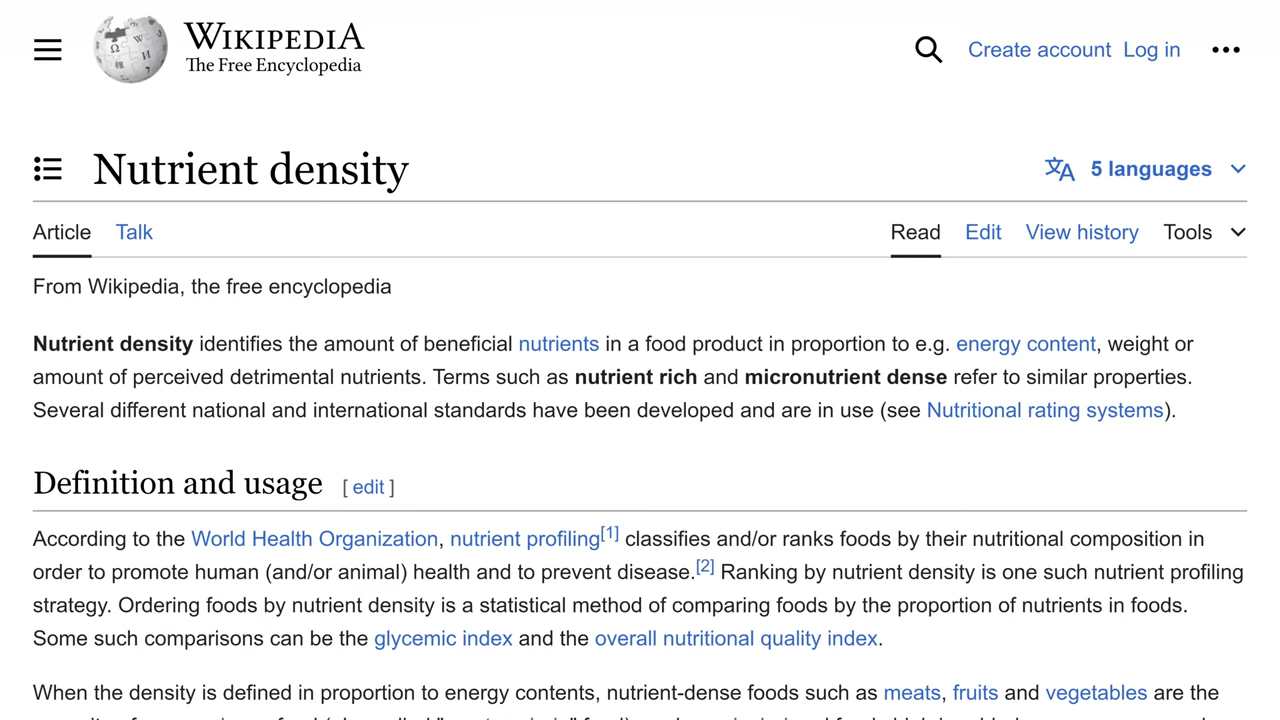 WIKIPEDIA
The Free Encyclopedia
Create account Log in
Nutrient density
5 languages
Article Talk Read Edit View history Tools
From Wikipedia, the free encyclopedia
Nutrient density identifies the amount of beneficial nutrients in a food product in proportion to e.g. energy content, weight or
amount of perceived detrimental nutrients. Terms such as nutrient rich and micronutrient dense refer to similar properties.
Several different national and international standards have been developed and are in use (see Nutritional rating systems).
Definition and usage [ edit ]
According to the World Health Organization, nutrient profiling[1] classifies and/or ranks foods by their nutritional composition in
order to promote human (and/or animal) health and to prevent disease.[2] Ranking by nutrient density is one such nutrient profiling
strategy. Ordering foods by nutrient density is a statistical method of comparing foods by the proportion of nutrients in foods.
Some such comparisons can be the glycemic index and the overall nutritional quality index.
When the density is defined in proportion to energy contents, nutrient-dense foods such as meats, fruits and vegetables are the